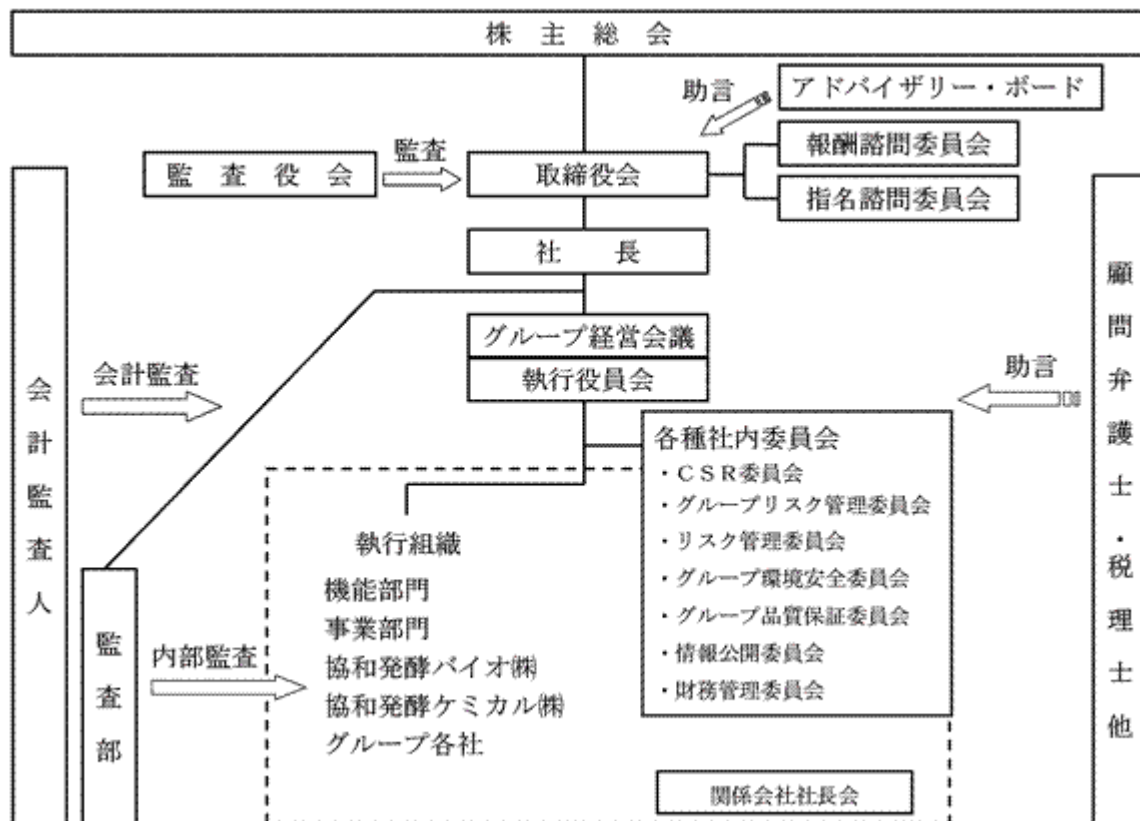 株主総会
アドバイザリー・ボード
助言
報酬諮問委員会
監査
監査役会
取締役会
指名諮問委員会
社長
グループ経営会議
執行役員会
会計監査人
会計監査
顧問弁護士・税理士他
助言
各種社内委員会
・CSR委員会
・グループリスク管理委員会
・リスク管理委員会
・グループ環境安全委員会
・グループ品質保証委員会
・情報公開委員会
・財務管理委員会
執行組織
機能部門
事業部門
協和発酵バイオ㈱
協和発酵ケミカル㈱
グループ各社
監査部
内部監査
関係会社社長会